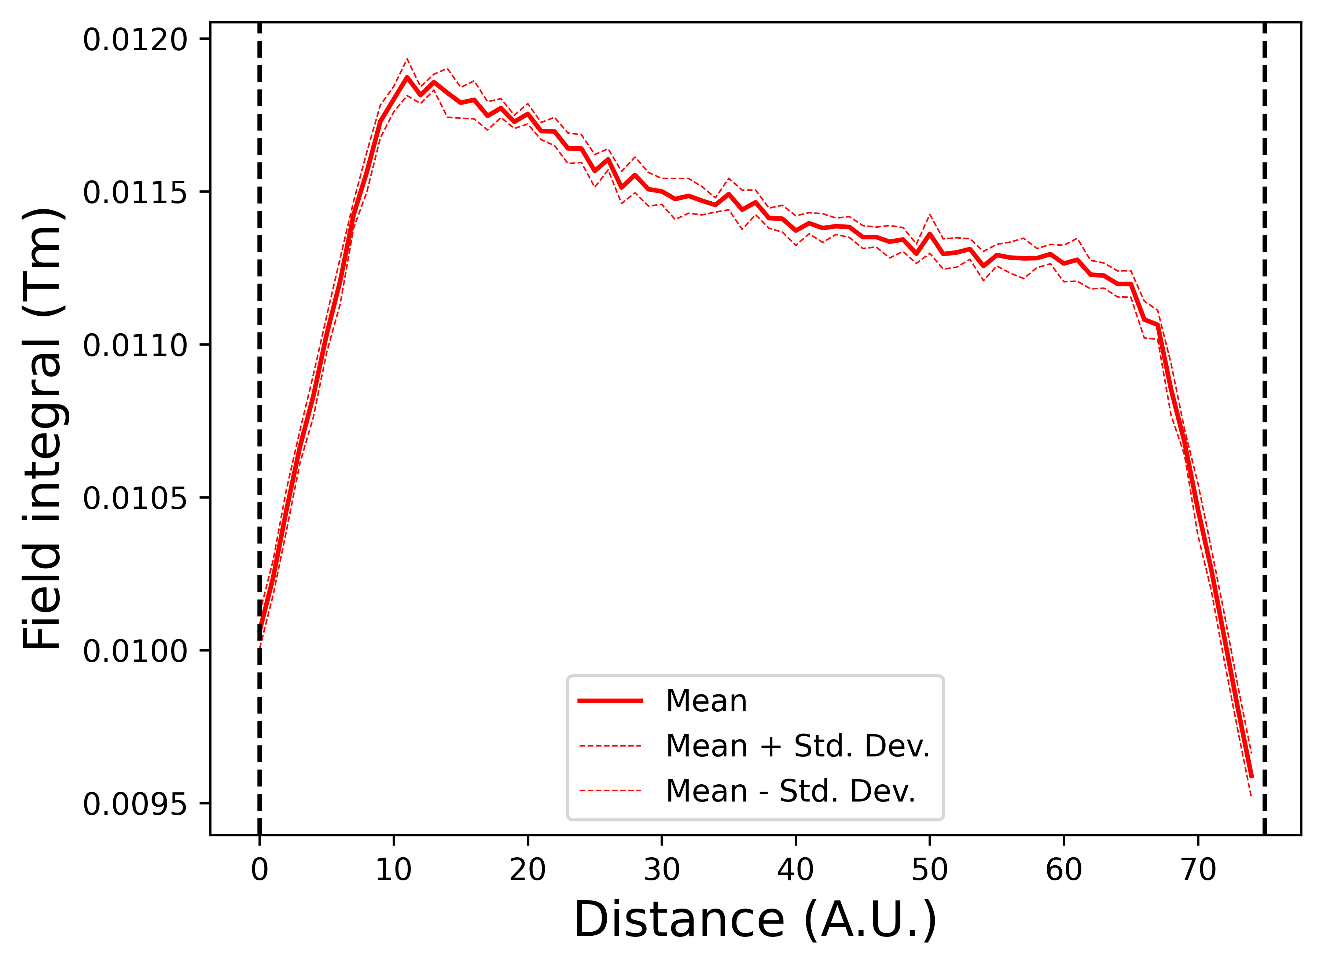 0.0120
0.0115
0.0110
0.0105
0.0100
0.0095
Field integral (Tm)
Mean
Mean + Std. Dev.
Mean - Std. Dev.
0 10 20 30 40 50 60 70
Distance (A.U.)